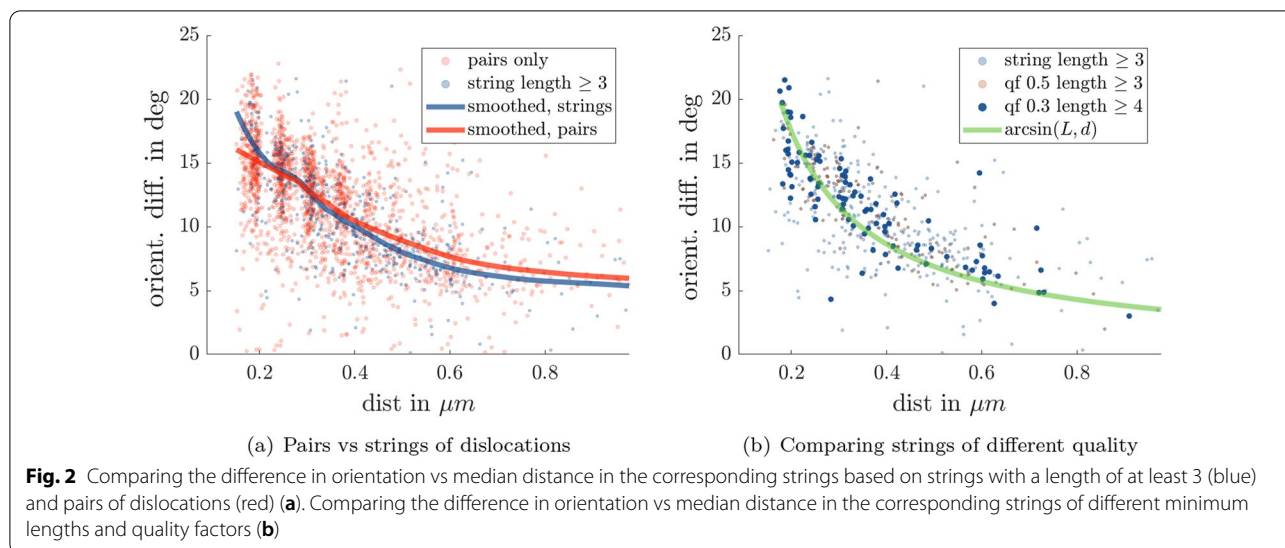 25
20
15
10
5
0
orient. diff. in deg
0.2 0.4 0.6 0.8
dist in μm
pairs only
string length ≥ 3
smoothed, strings
smoothed, pairs
(a) Pairs vs strings of dislocations
25
20
15
10
5
0
orient. diff. in deg
0.2 0.4 0.6 0.8
dist in μm
string length ≥ 3
qf 0.5 length ≥ 3
qf 0.3 length ≥ 4
arcsin(L, d)
(b) Comparing strings of different quality
Fig. 2 Comparing the difference in orientation vs median distance in the corresponding strings based on strings with a length of at least 3 (blue)
and pairs of dislocations (red) (a). Comparing the difference in orientation vs median distance in the corresponding strings of different minimum
lengths and quality factors (b)